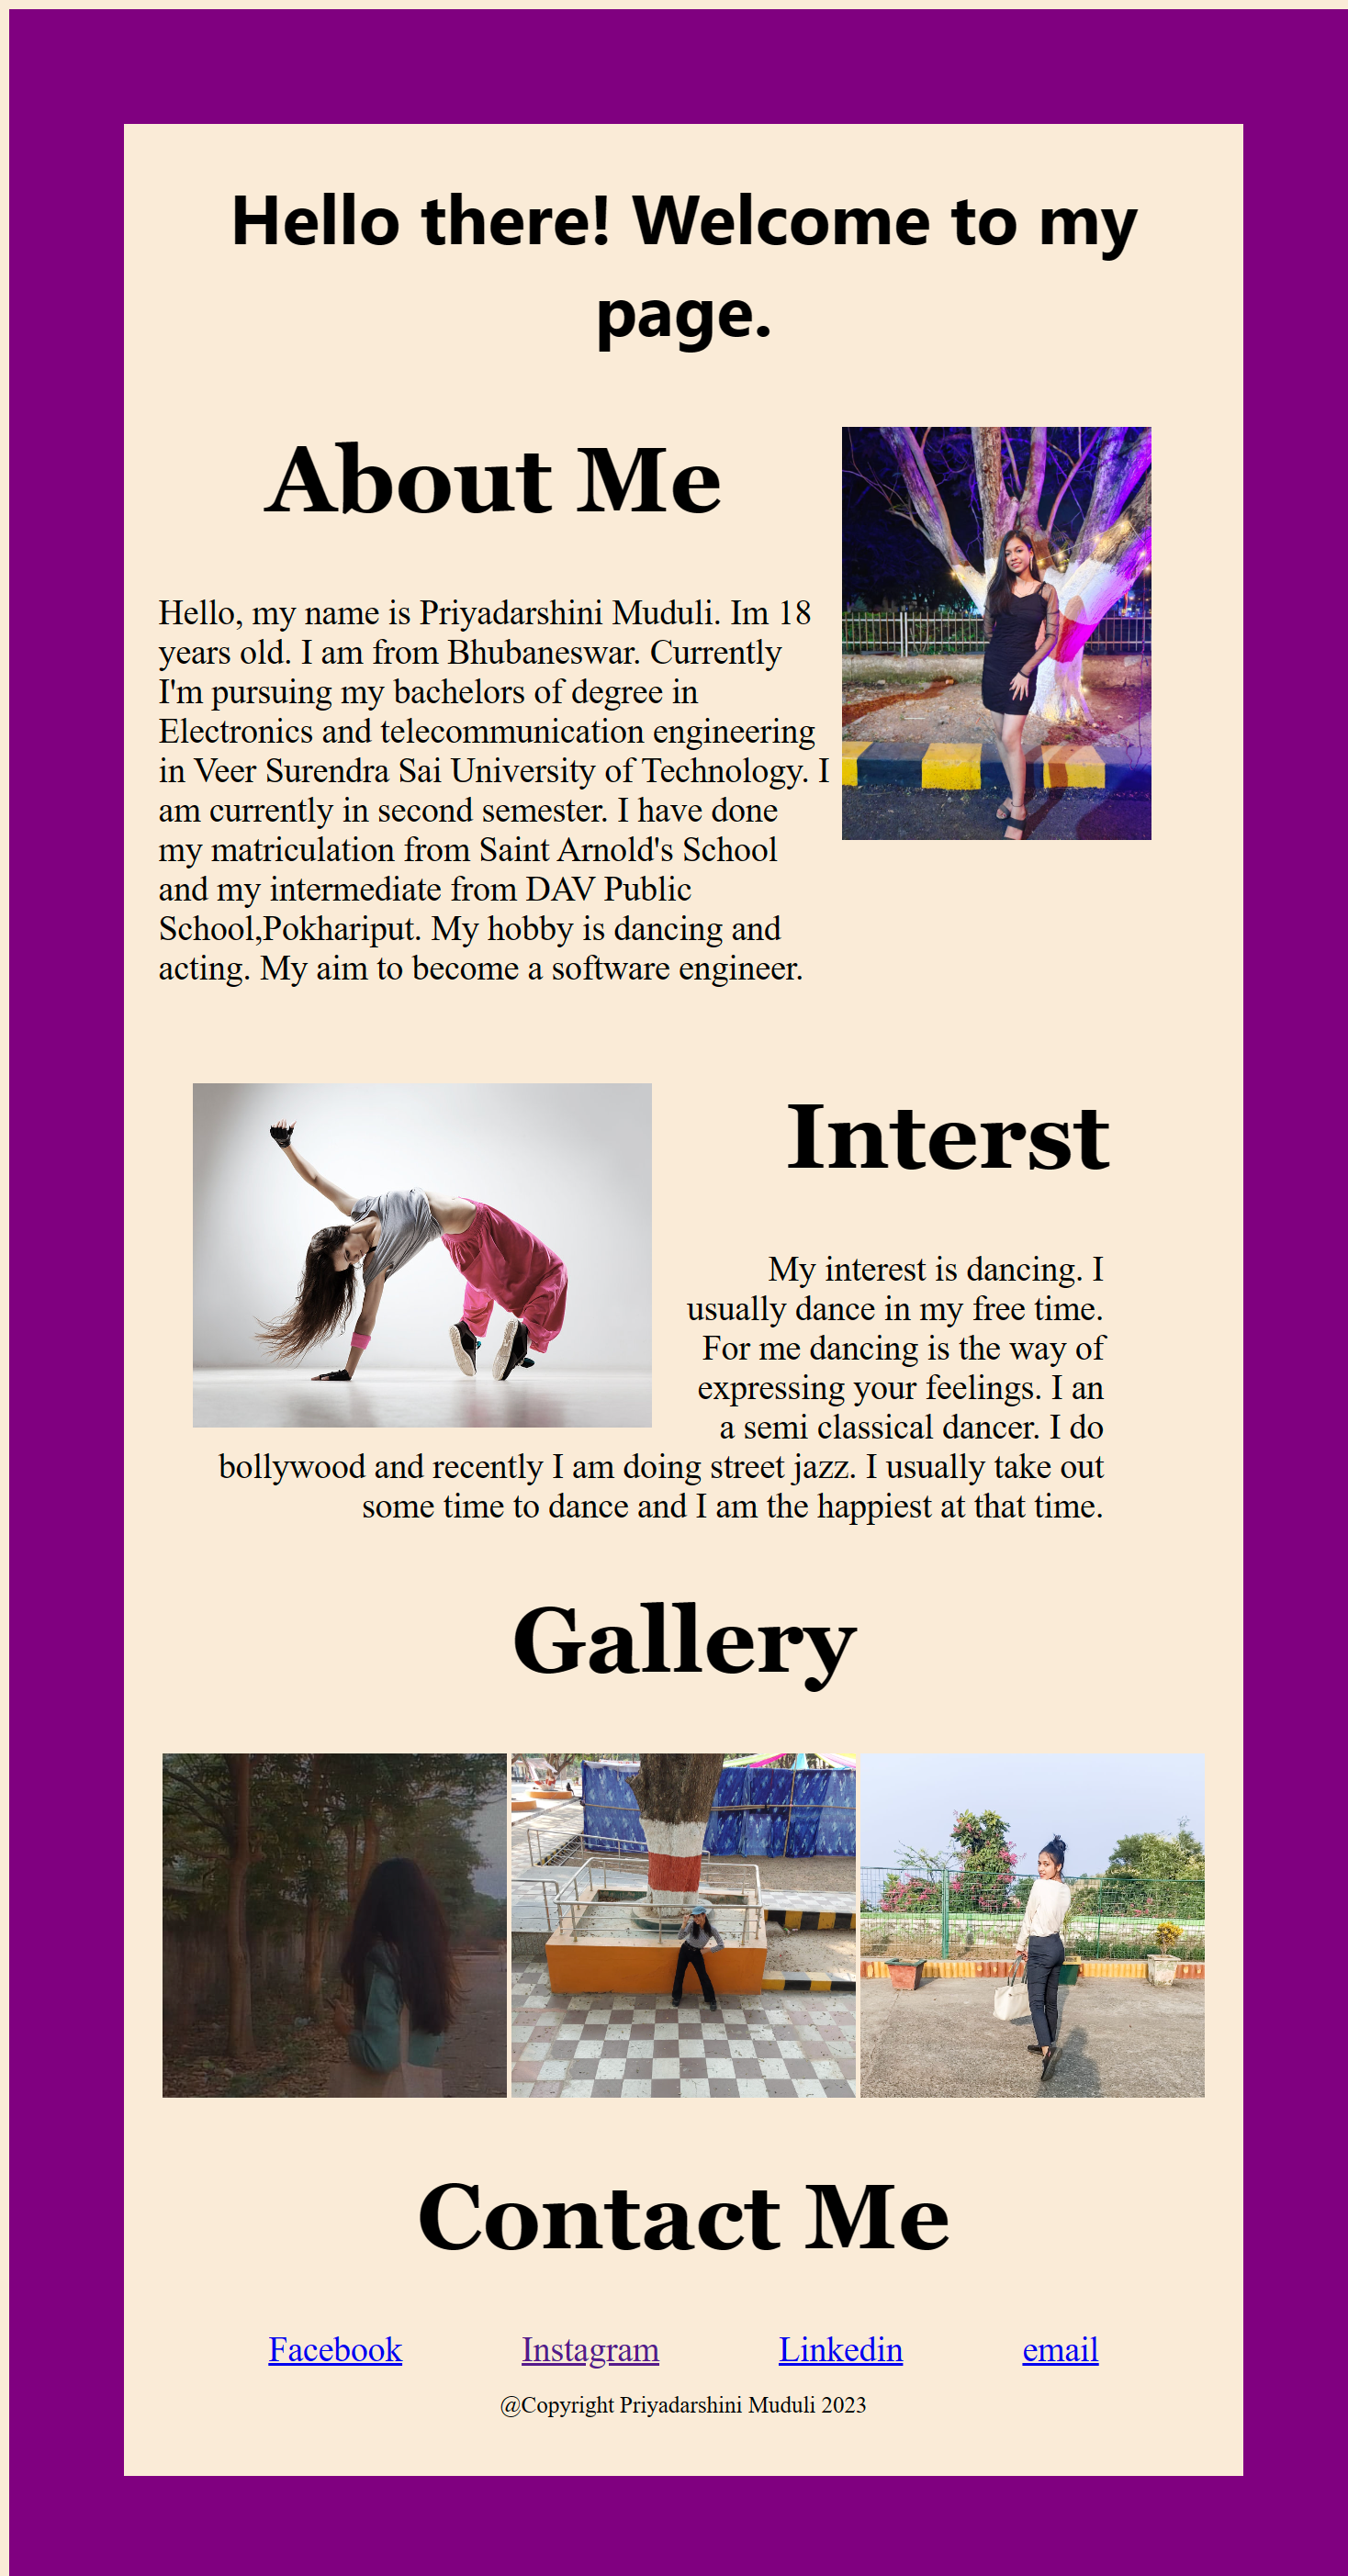 Hello there! Welcome to my
page.
About Me
Hello, my name is Priyadarshini Muduli. Im 18
years old. I am from Bhubaneswar. Currently
I'm pursuing my bachelors of degree in
Electronics and telecommunication engineering
in Veer Surendra Sai University of Technology. I
am currently in second semester. I have done
my matriculation from Saint Arnold's School
and my intermediate from DAV Public
School,Pokhariput. My hobby is dancing and
acting. My aim to become a software engineer.
Interst
My interest is dancing. I
usually dance in my free time.
For me dancing is the way of
expressing your feelings. I an
a semi classical dancer. I do
bollywood and recently I am doing street jazz. I usually take out
some time to dance and I am the happiest at that time.
Gallery
Contact Me
Facebook Instagram Linkedin email
@Copyright Priyadarshini Muduli 2023